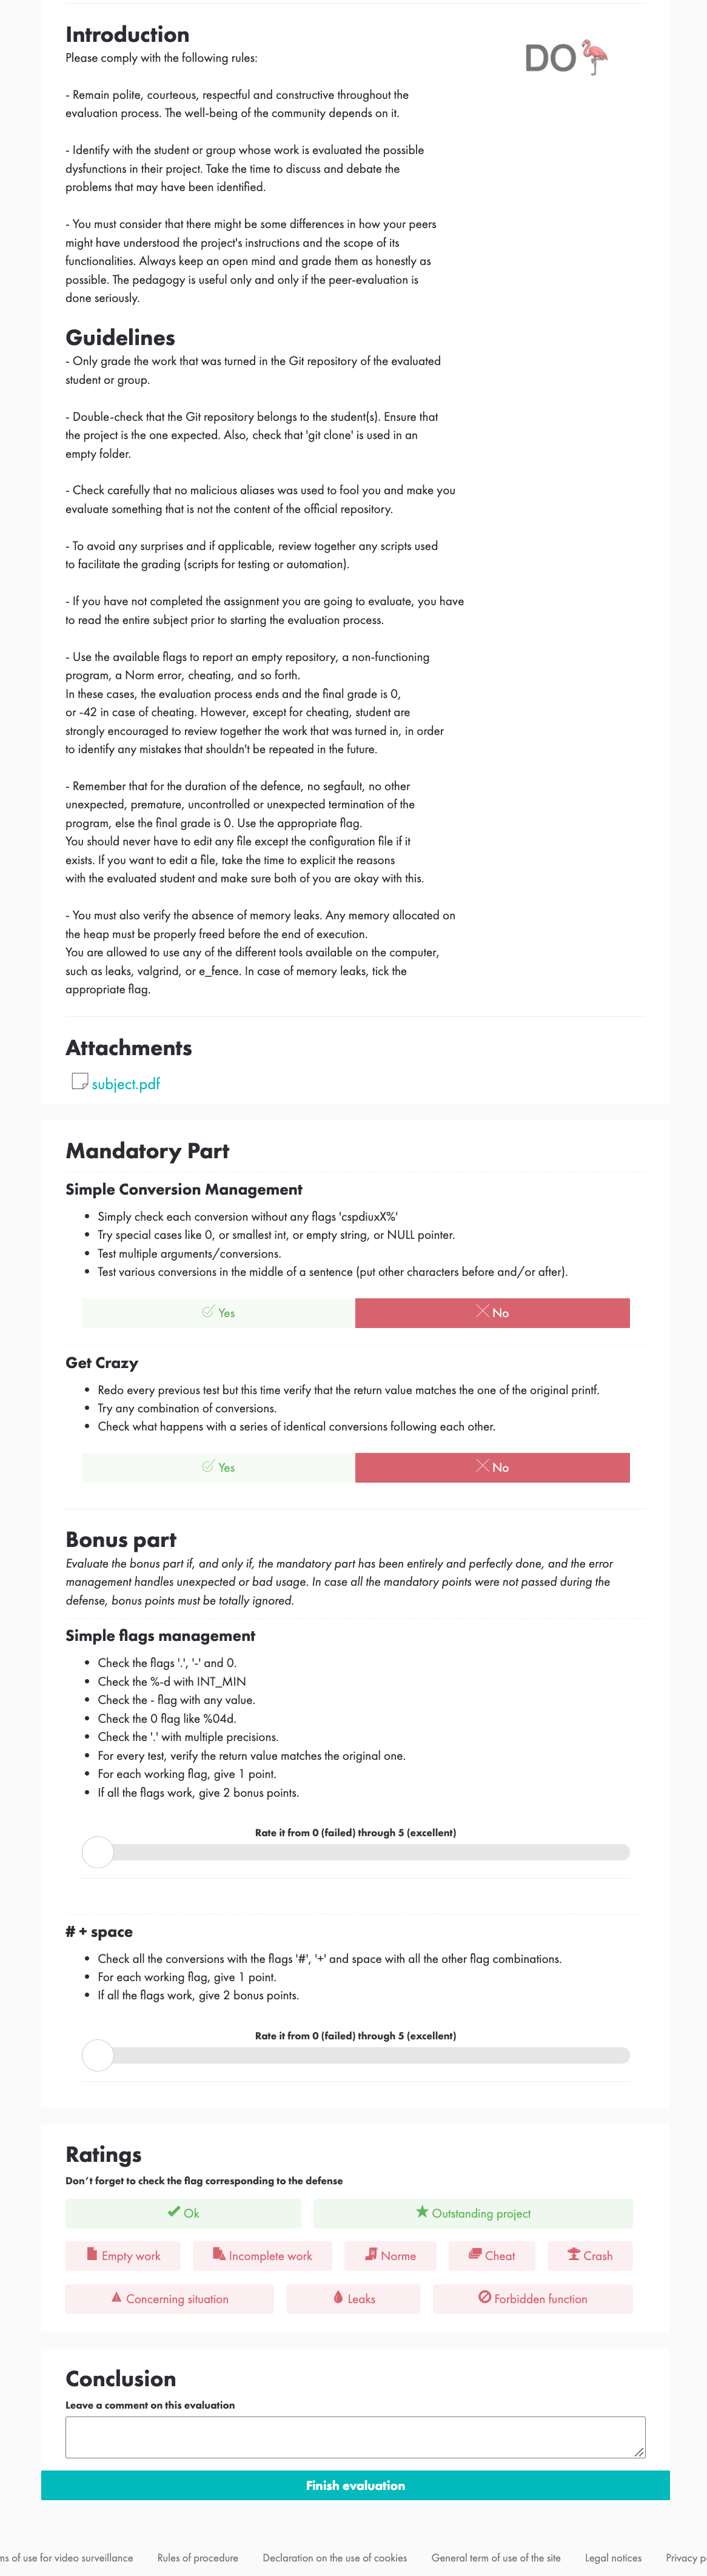 Introduction
DO
Please comply with the following rules:
- Remain polite, courteous, respectful and constructive throughout the
evaluation process. The well-being of the community depends on it.
- Identify with the student or group whose work is evaluated the possible
dysfunctions in their project. Take the time to discuss and debate the
problems that may have been identified.
- You must consider that there might be some differences in how your peers
might have understood the project's instructions and the scope of its
functionalities. Always keep an open mind and grade them as honestly as
possible. The pedagogy is useful only and only if the peer-evaluation is
done seriously.
Guidelines
- Only grade the work that was turned in the Git repository of the evaluated
student or group.
- Double-check that the Git repository belongs to the student(s). Ensure that
the project is the one expected. Also, check that 'git clone' is used in an
empty folder.
- Check carefully that no malicious aliases was used to fool you and make you
evaluate something that is not the content of the official repository.
- To avoid any surprises and if applicable, review together any scripts used
to facilitate the grading (scripts for testing or automation).
- If you have not completed the assignment you are going to evaluate, you have
to read the entire subject prior to starting the evaluation process.
- Use the available flags to report an empty repository, a non-functioning
program, a Norm error, cheating, and so forth.
In these cases, the evaluation process ends and the final grade is 0,
or -42 in case of cheating. However, except for cheating, student are
strongly encouraged to review together the work that was turned in, in order
to identify any mistakes that shouldn't be repeated in the future.
- Remember that for the duration of the defence, no segfault, no other
unexpected, premature, uncontrolled or unexpected termination of the
program, else the final grade is 0. Use the appropriate flag.
You should never have to edit any file except the configuration file if it
exists. If you want to edit a file, take the time to explicit the reasons
with the evaluated student and make sure both of you are okay with this.
- You must also verify the absence of memory leaks. Any memory allocated on
the heap must be properly freed before the end of execution.
You are allowed to use any of the different tools available on the computer,
such as leaks, valgrind, or e_fence. In case of memory leaks, tick the
appropriate flag.
Attachments
subject.pdf
Mandatory Part
Simple Conversion Management
• Simply check each conversion without any flags 'cspdiuxX%'
• Try special cases like 0, or smallest int, or empty string, or NULL pointer.
• Test multiple arguments/conversions.
• Test various conversions in the middle of a sentence (put other characters before and/or after).
Yes No
Get Crazy
• Redo every previous test but this time verify that the return value matches the one of the original printf.
• Try any combination of conversions.
• Check what happens with a series of identical conversions following each other.
Yes No
Bonus part
Evaluate the bonus part if, and only if, the mandatory part has been entirely and perfectly done, and the error
management handles unexpected or bad usage. In case all the mandatory points were not passed during the
defense, bonus points must be totally ignored.
Simple flags management
• Check the flags '.', '-' and 0.
• Check the %-d with INT_MIN
• Check the - flag with any value.
• Check the 0 flag like %04d.
• Check the '.' with multiple precisions.
• For every test, verify the return value matches the original one.
• For each working flag, give 1 point.
• If all the flags work, give 2 bonus points.
Rate it from 0 (failed) through 5 (excellent)
# + space
• Check all the conversions with the flags '#', '+' and space with all the other flag combinations.
• For each working flag, give 1 point.
• If all the flags work, give 2 bonus points.
Rate it from 0 (failed) through 5 (excellent)
Ratings
Don't forget to check the flag corresponding to the defense
Ok Outstanding project
Empty work Incomplete work Norme Cheat Crash
Concerning situation Leaks Forbidden function
Conclusion
Leave a comment on this evaluation
Finish evaluation
ms of use for video surveillance Rules of procedure Declaration on the use of cookies General term of use of the site Legal notices Privacy p